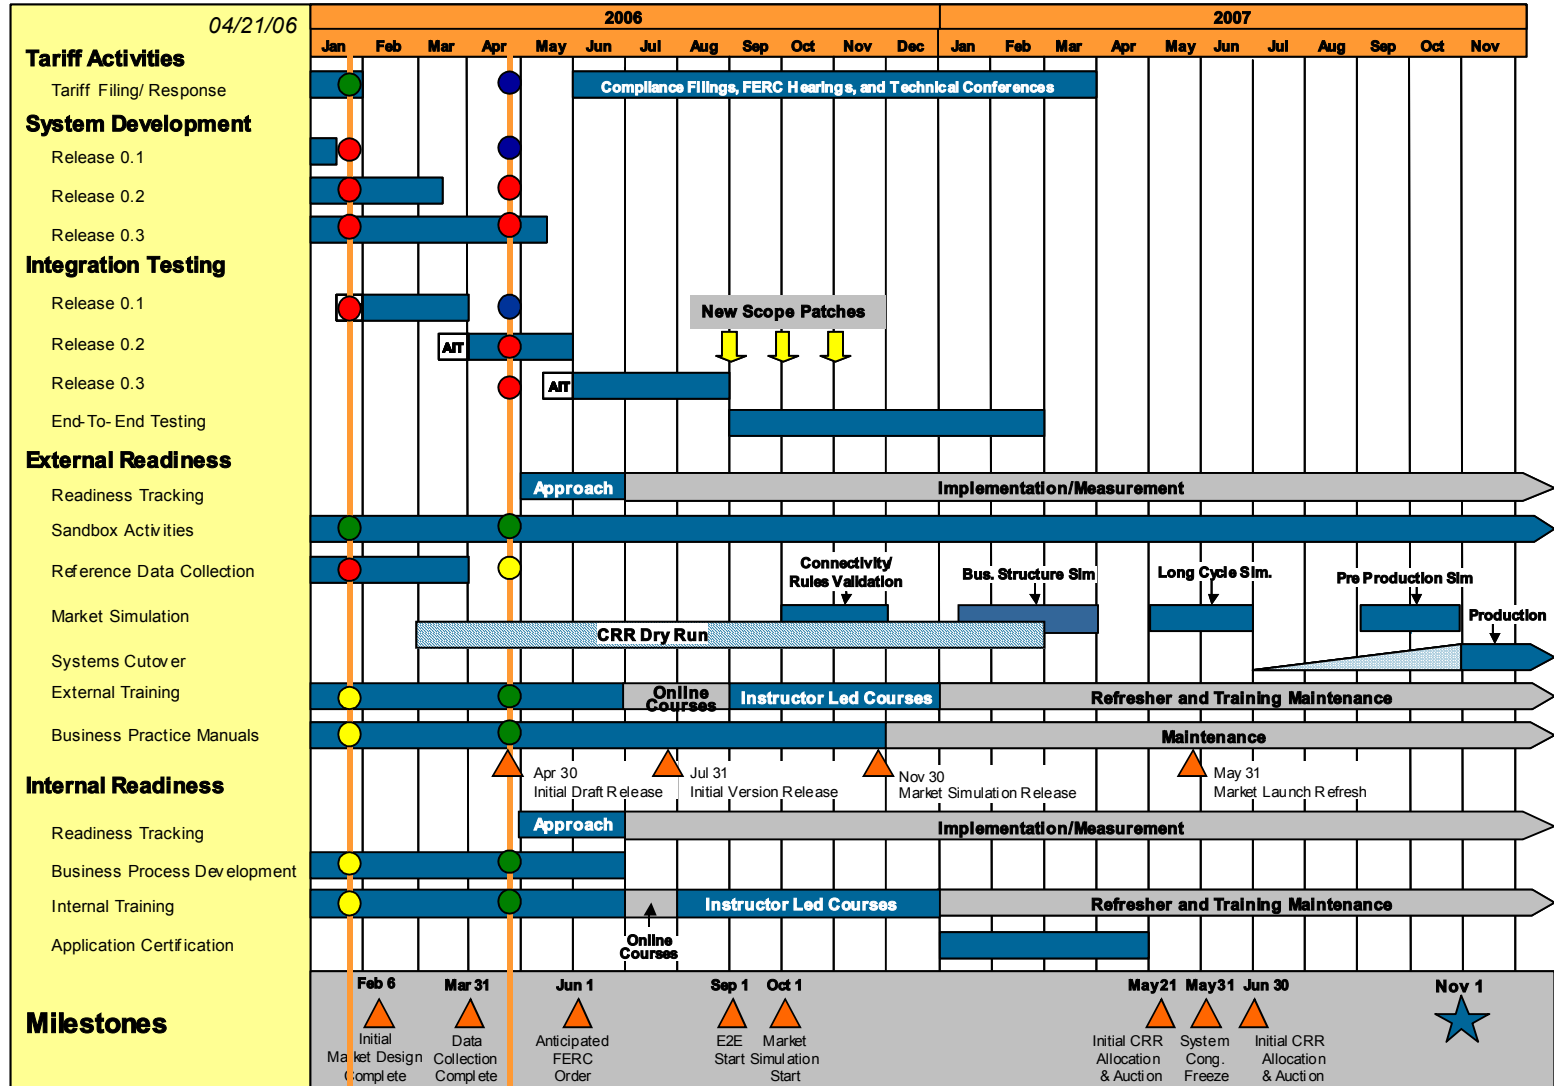 04/21/06
2006 2007
Jan Feb Mar Apr May Jun Jul Aug Sep Oct Nov Dec Jan Feb Mar Apr May Jun Jul Aug Sep Oct Nov
Tariff Activities
Tariff Filing/ Response
Compliance Filings, FERC Hearings, and Technical Conferences
System Development
Release 0.1
Release 0.2
Release 0.3
Integration Testing
Release 0.1
New Scope Patches
Release 0.2
AIT
Release 0.3
AIT
End-To-End Testing
External Readiness
Readiness Tracking
Approach
Implementation/Measurement
Sandbox Activities
Reference Data Collection
Connectivity/
Rules Validation
Bus. Structure Sim
Long Cycle Sim.
Pre Production Sim
Market Simulation
Production
CRR Dry Run
Systems Cutover
External Training
Online
Courses
Instructor Led Courses
Refresher and Training Maintenance
Business Practice Manuals
Maintenance
Apr 30
Initial Draft Release
Jul 31
Initial Version Release
Nov 30
Market Simulation Release
May 31
Market Launch Refresh
Internal Readiness
Readiness Tracking
Approach
Implementation/Measurement
Business Process Development
Internal Training
Instructor Led Courses
Refresher and Training Maintenance
Online
Courses
Application Certification
Milestones
Feb 6
Initial
Market Design
Complete
Mar 31
Data
Collection
Complete
Jun 1
Anticipated
FERC
Order
Sep 1
E2E
Start
Oct 1
Market
Simulation
Start
May21
Initial CRR
Allocation
& Auction
May31
System
Cong.
Freeze
Jun 30
Initial CRR
Allocation
& Auction
Nov 1